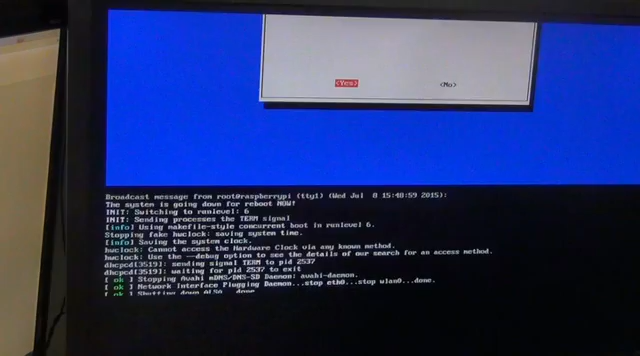 <Yes>
<No>
Broadcast message from root@raspberrypi (tty1) (Wed Jul  8 15:48:59 2015):
The system is going down for reboot NOW!
INIT: Switching to runlevel: 6
INIT: Sending processes the TERM signal
[info] Using makefile-style concurrent boot in runlevel 6.
Stopping fake hwclock: saving system time.
[info] Saving the system clock.
hwclock: Cannot access the Hardware Clock via any known method.
hwclock: Use the --debug option to see the details of our search for an access method.
dhcpcd[3519]: sending signal TERM to pid 2537
dhcpcd[3519]: waiting for pid 2537 to exit
[ ok ] Stopping Avahi mDNS/DNS-SD Daemon: avahi-daemon.
[ ok ] Network Interface Plugging Daemon...stop eth0...stop wlan0...done.
[ ok ] Shutting down ALSA...done